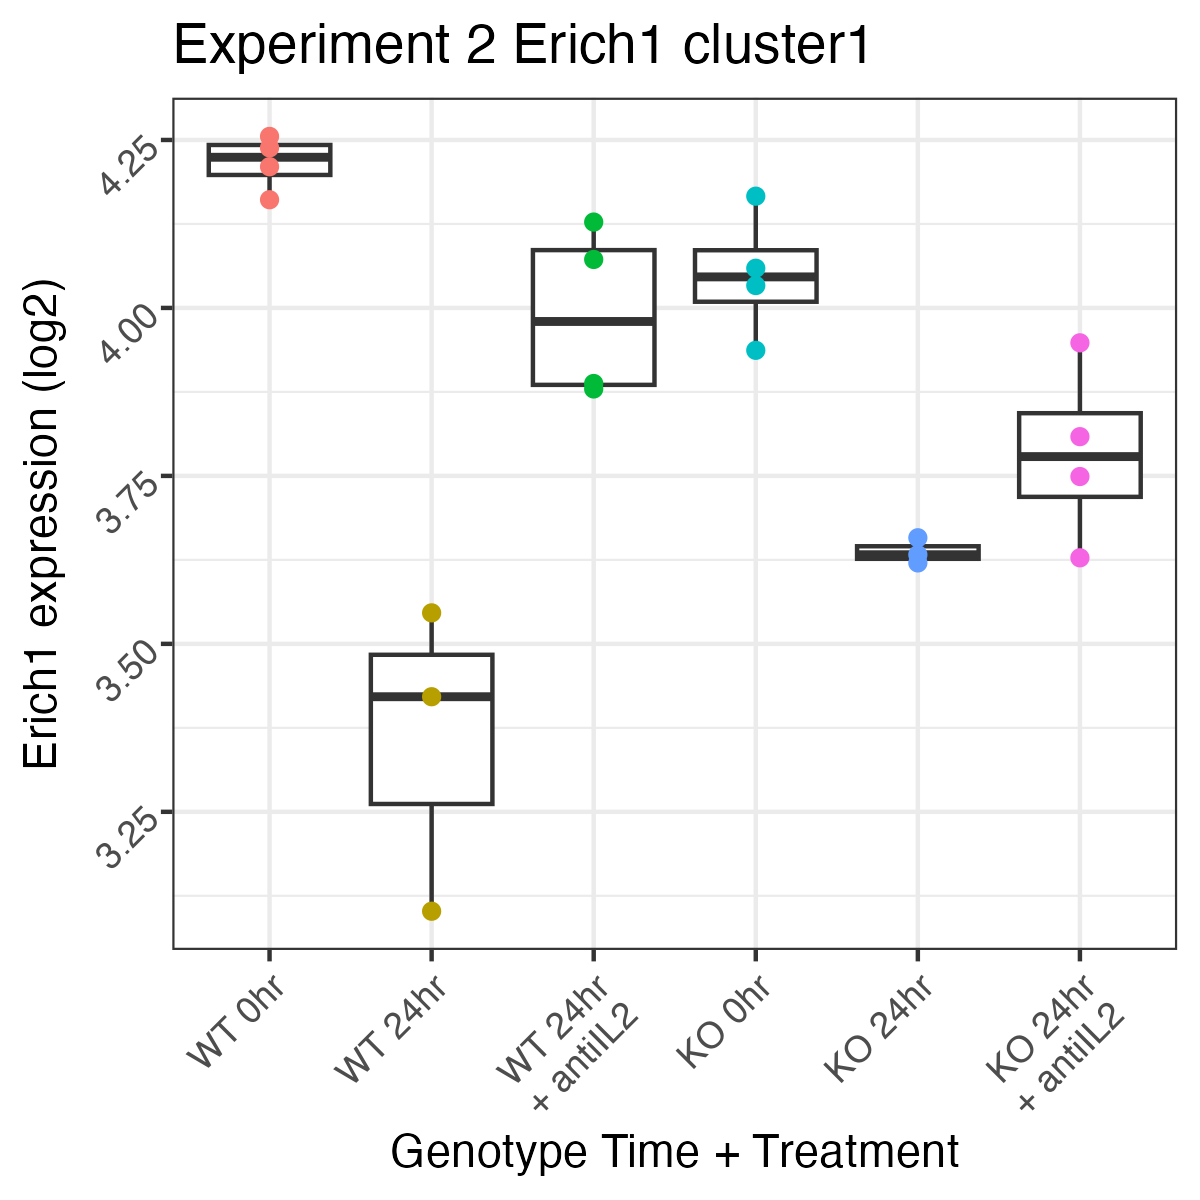 Experiment 2 Erich1 cluster1
Erich1 expression (log2)
4.25
4.00
3.75
3.50
3.25
WT 0hr
WT 24hr
WT 24hr
+ antiIL2
KO 0hr
KO 24hr
KO 24hr
+ antiIL2
Genotype Time + Treatment